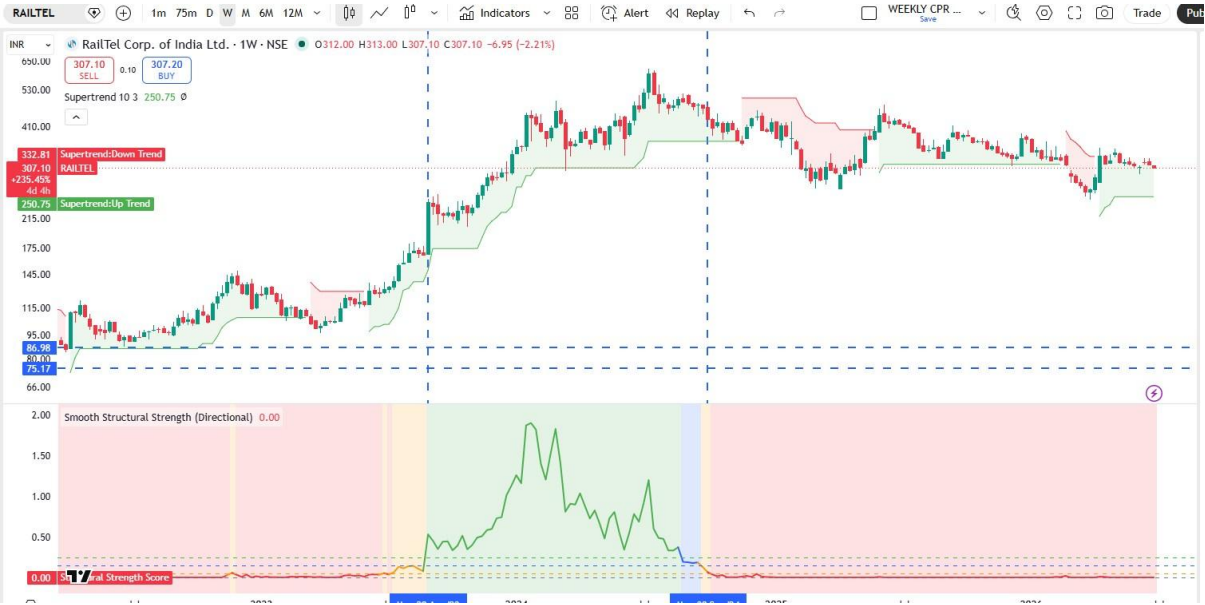 RAILTEL 1m 75m D W M 6M 12M Indicators Alert Replay WEEKLY CPR ... Save Trade Pub
INR RailTel Corp. of India Ltd. · 1W · NSE O312.00 H313.00 L307.10 C307.10 -6.95 (-2.21%)
650.00
307.10 SELL 0.10 307.20 BUY
530.00
Supertrend 10 3 250.75 Ø
410.00
332.81 Supertrend:Down Trend
307.10 RAILTEL
+235.45%
4d 4h
250.75 Supertrend:Up Trend
215.00
175.00
145.00
115.00
95.00
86.98
80.00
75.17
66.00
2.00 Smooth Structural Strength (Directional) 0.00
1.50
1.00
0.50
0.00 ral Strength Score